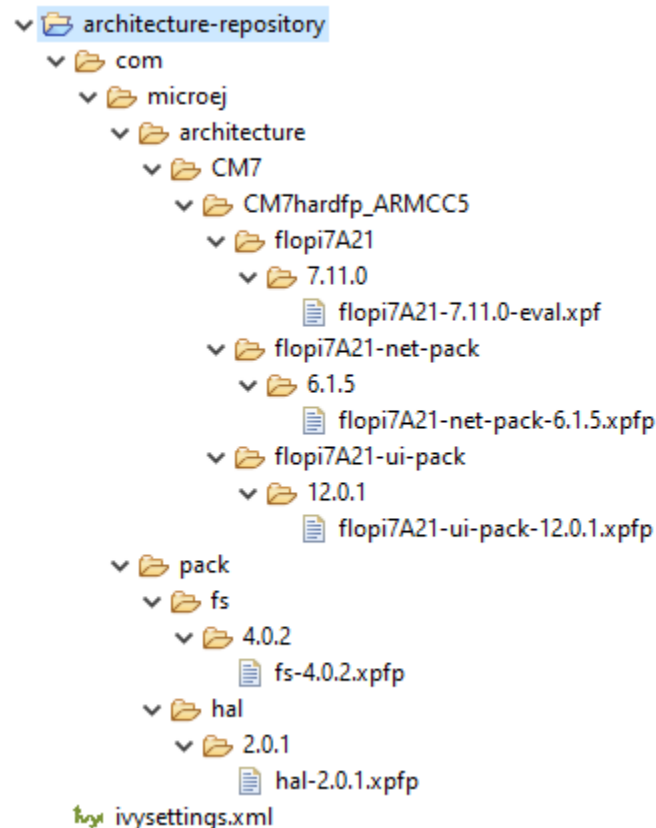 architecture-repository
com
microej
architecture
CM7
CM7hardfp_ARMCC5
flopi7A21
7.11.0
flopi7A21-7.11.0-eval.xpf
flopi7A21-net-pack
6.1.5
flopi7A21-net-pack-6.1.5.xpfp
flopi7A21-ui-pack
12.0.1
flopi7A21-ui-pack-12.0.1.xpfp
pack
fs
4.0.2
fs-4.0.2.xpfp
hal
2.0.1
hal-2.0.1.xpfp
ivysettings.xml